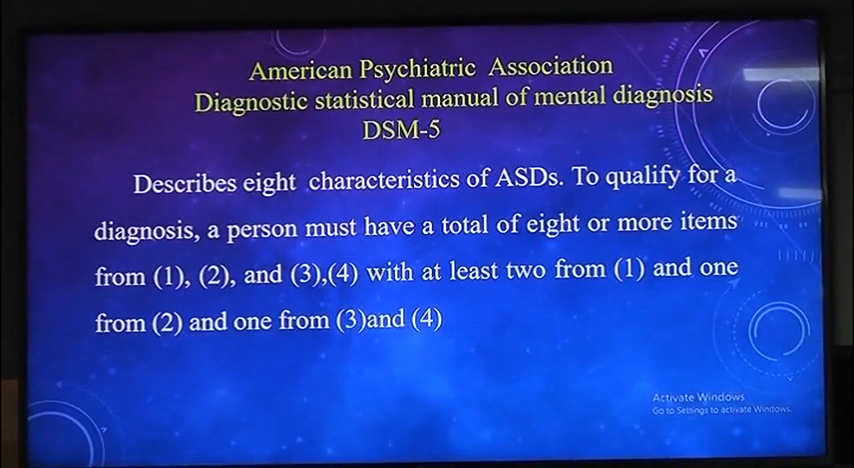 American Psychiatric Association
Diagnostic statistical manual of mental diagnosis
DSM-5
Describes eight characteristics of ASDs. To qualify for a
diagnosis, a person must have a total of eight or more items
from (1), (2), and (3),(4) with at least two from (1) and one
from (2) and one from (3)and (4)
Activate Windows
Go to Settings to activate Windows.